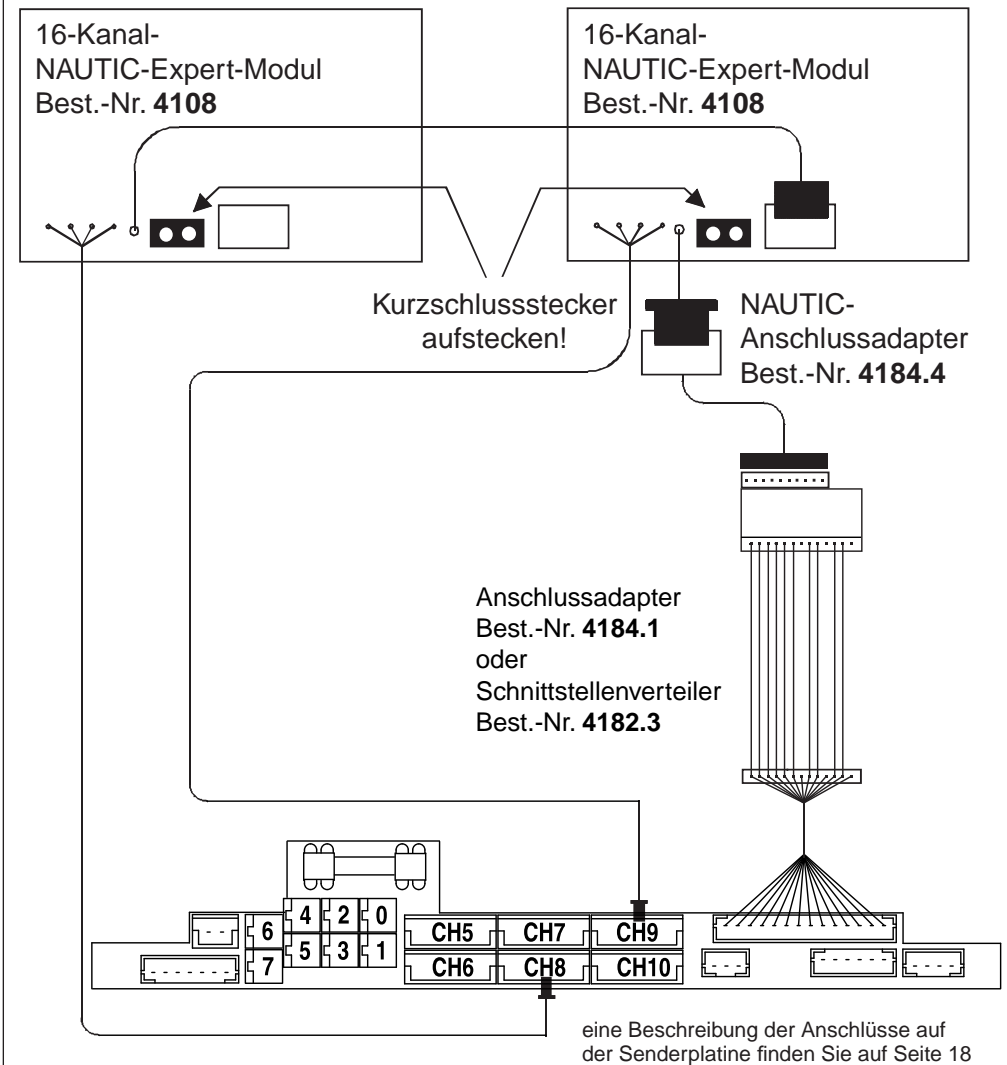 16-Kanal-
NAUTIC-Expert-Modul
Best.-Nr. 4108
16-Kanal-
NAUTIC-Expert-Modul
Best.-Nr. 4108
Kurzschlussstecker
aufstecken!
NAUTIC-
Anschlussadapter
Best.-Nr. 4184.4
Anschlussadapter
Best.-Nr. 4184.1
oder
Schnittstellenverteiler
Best.-Nr. 4182.3
6 4 2 0
7 5 3 1
CH5 CH7 CH9
CH6 CH8 CH10
eine Beschreibung der Anschlüsse auf
der Senderplatine finden Sie auf Seite 18